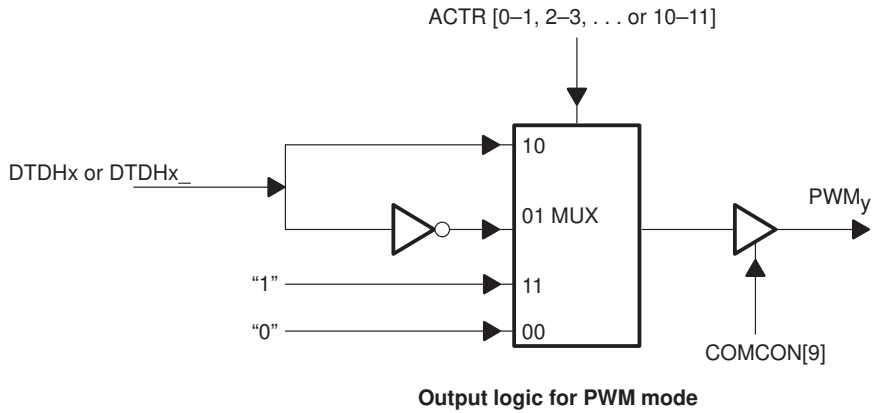 ACTR [0–1, 2–3, . . . or 10–11]
10
DTDHx or DTDHx_
PWMy
01 MUX
“1”
11
“0”
00
COMCON[9]
Output logic for PWM mode